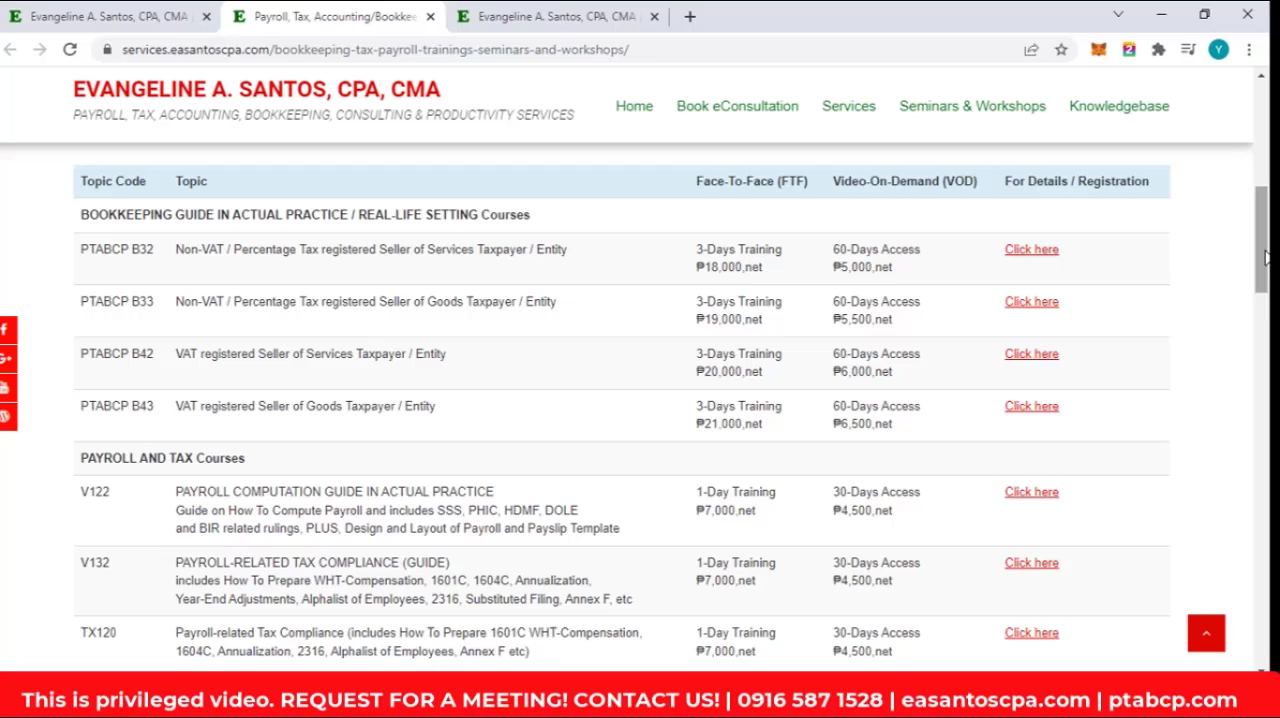 Evangeline A. Santos, CPA, CMA
Payroll, Tax, Accounting/Bookkee
Evangeline A. Santos, CPA, CMA
services.easantoscpa.com/bookkeeping-tax-payroll-trainings-seminars-and-workshops/
EVANGELINE A. SANTOS, CPA, CMA
PAYROLL, TAX, ACCOUNTING, BOOKKEEPING, CONSULTING & PRODUCTIVITY SERVICES
Home Book eConsultation Services Seminars & Workshops Knowledgebase
Topic Code Topic Face-To-Face (FTF) Video-On-Demand (VOD) For Details / Registration
BOOKKEEPING GUIDE IN ACTUAL PRACTICE / REAL-LIFE SETTING Courses
PTABCP B32 Non-VAT / Percentage Tax registered Seller of Services Taxpayer / Entity 3-Days Training 60-Days Access Click here
₱18,000,net ₱5,000,net
PTABCP B33 Non-VAT / Percentage Tax registered Seller of Goods Taxpayer / Entity 3-Days Training 60-Days Access Click here
₱19,000,net ₱5,500,net
PTABCP B42 VAT registered Seller of Services Taxpayer / Entity 3-Days Training 60-Days Access Click here
₱20,000,net ₱6,000,net
PTABCP B43 VAT registered Seller of Goods Taxpayer / Entity 3-Days Training 60-Days Access Click here
₱21,000,net ₱6,500,net
PAYROLL AND TAX Courses
V122 PAYROLL COMPUTATION GUIDE IN ACTUAL PRACTICE 1-Day Training 30-Days Access Click here
Guide on How To Compute Payroll and includes SSS, PHIC, HDMF, DOLE ₱7,000,net ₱4,500,net
and BIR related rulings, PLUS, Design and Layout of Payroll and Payslip Template
V132 PAYROLL-RELATED TAX COMPLIANCE (GUIDE) 1-Day Training 30-Days Access Click here
includes How To Prepare WHT-Compensation, 1601C, 1604C, Annualization, ₱7,000,net ₱4,500,net
Year-End Adjustments, Alphalist of Employees, 2316, Substituted Filing, Annex F, etc
TX120 Payroll-related Tax Compliance (includes How To Prepare 1601C WHT-Compensation, 1-Day Training 30-Days Access Click here
1604C, Annualization, 2316, Alphalist of Employees, Annex F etc) ₱7,000,net ₱4,500,net
This is privileged video. REQUEST FOR A MEETING! CONTACT US! | 0916 587 1528 | easantoscpa.com | ptabcp.com